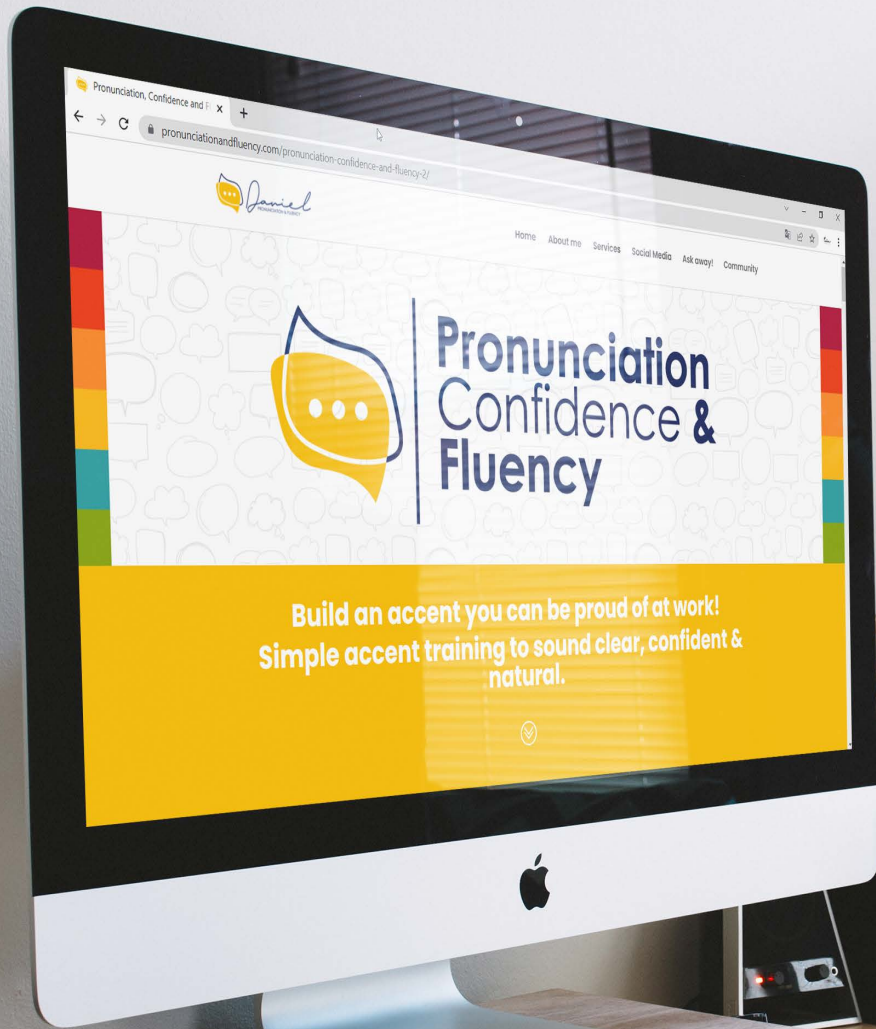 Pronunciation, Confidence and F
pronunciationandfluency.com/pronunciation-confidence-and-fluency-2/
Daniel
PRONUNCIATION & FLUENCY
Home About me Services Social Media Ask away! Community
Pronunciation
Confidence &
Fluency
Build an accent you can be proud of at work!
Simple accent training to sound clear, confident &
natural.